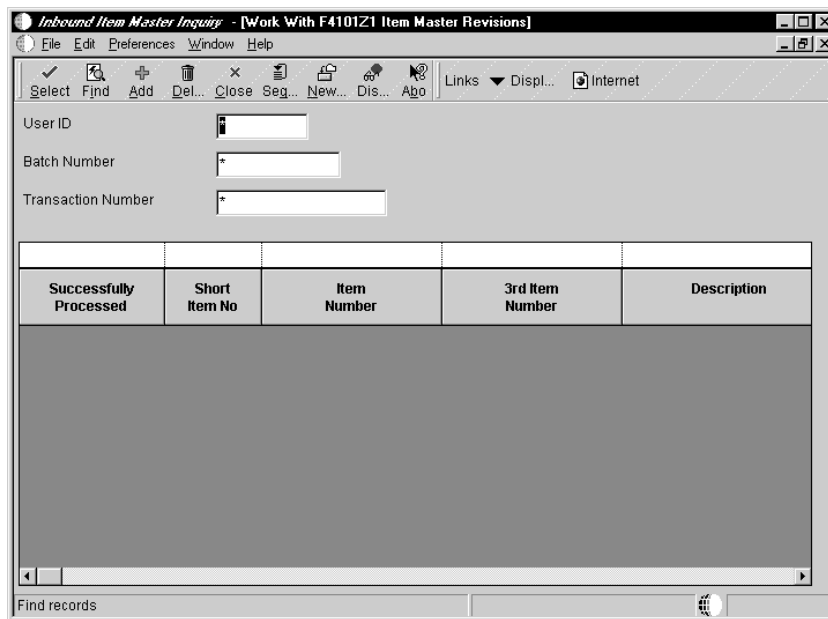 Inbound Item Master Inquiry - [Work With F4101Z1 Item Master Revisions]
File Edit Preferences Window Help
Select Find Add Del... Close Seq... New... Dis... Abo Links Displ... Internet
User ID *
Batch Number *
Transaction Number *
Successfully Processed Short Item No Item Number 3rd Item Number Description
Find records